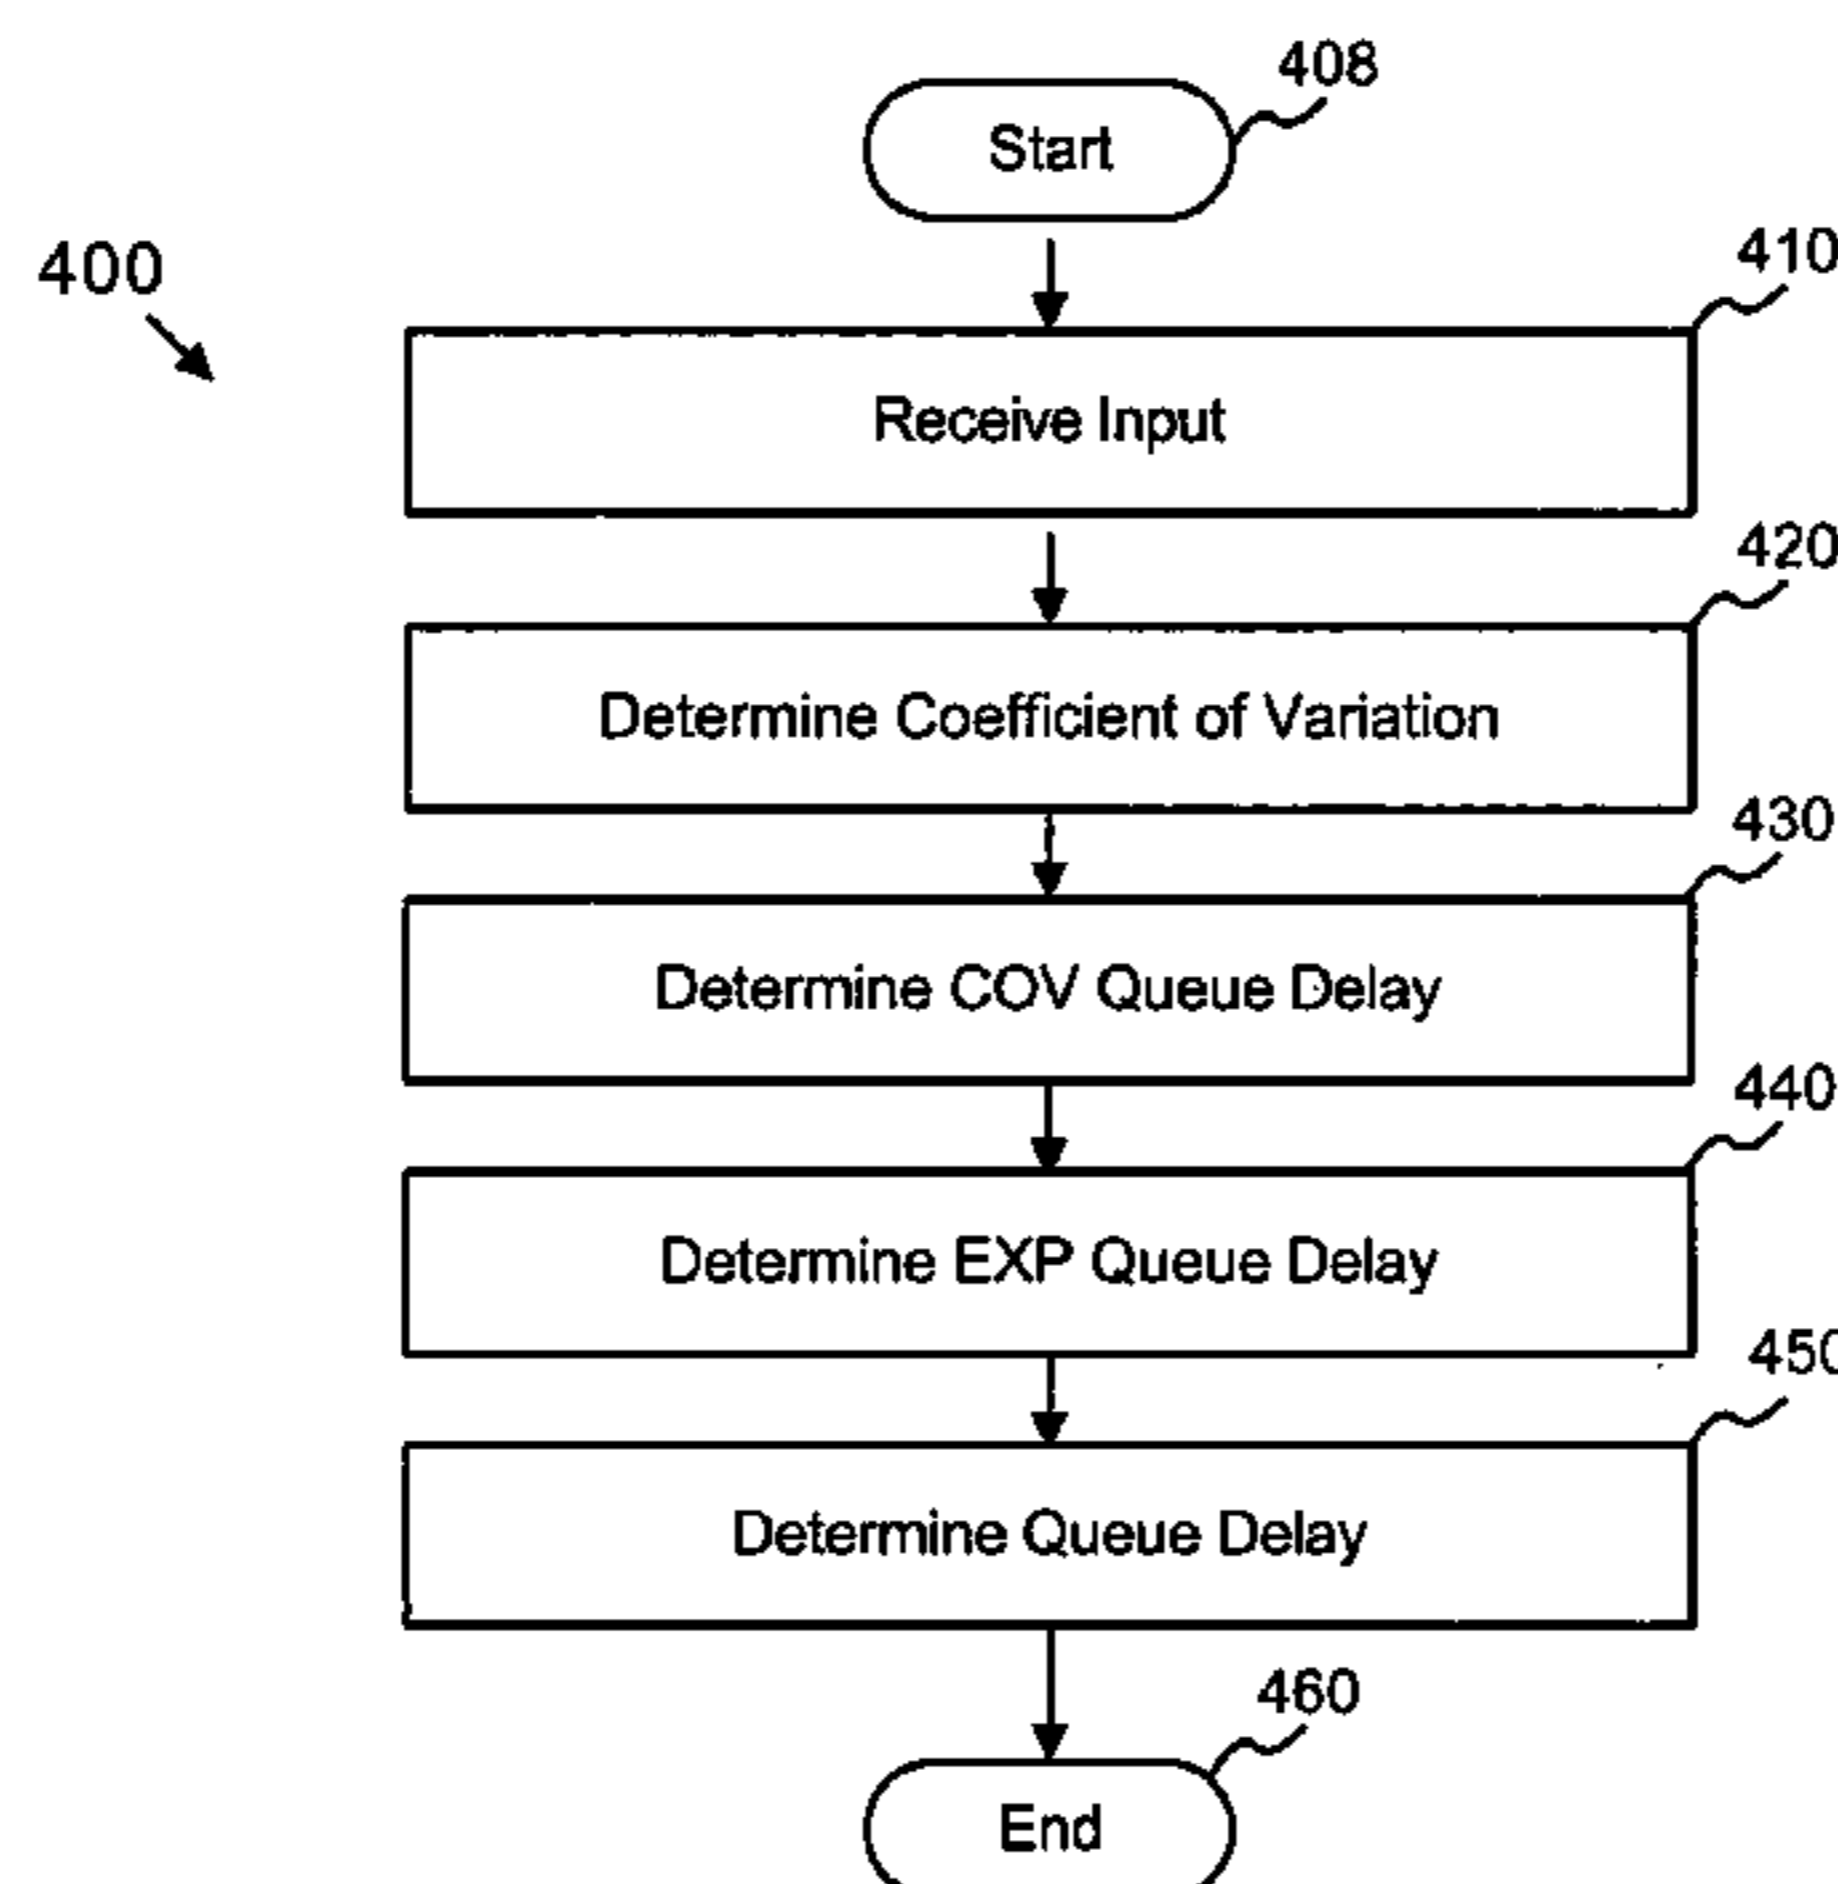 408
Start
400
410
Receive Input
420
Determine Coefficient of Variation
430
Determine COV Queue Delay
440
Determine EXP Queue Delay
450
Determine Queue Delay
460
End